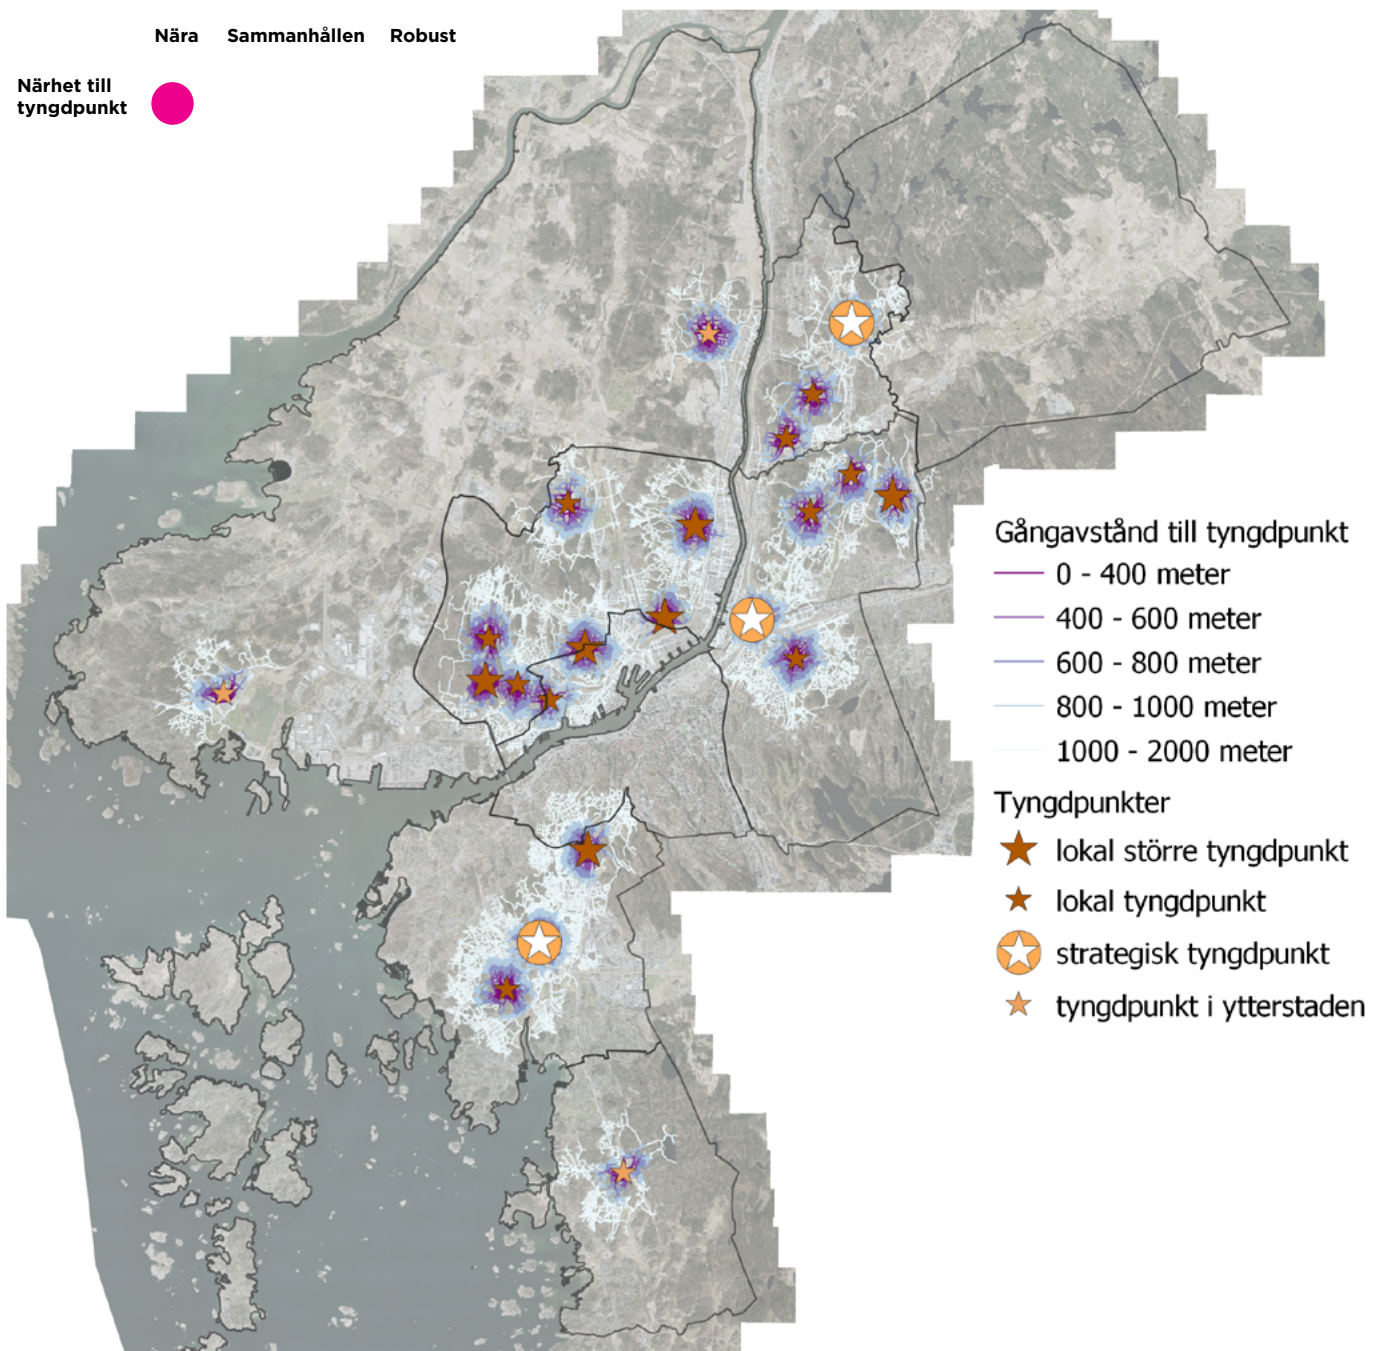 Nära Sammanhållen Robust
Närhet till
tyngdpunkt
Gångavstånd till tyngdpunkt
0 - 400 meter
400 - 600 meter
600 - 800 meter
800 - 1000 meter
1000 - 2000 meter
Tyngdpunkter
lokal större tyngdpunkt
lokal tyngdpunkt
strategisk tyngdpunkt
tyngdpunkt i ytterstaden